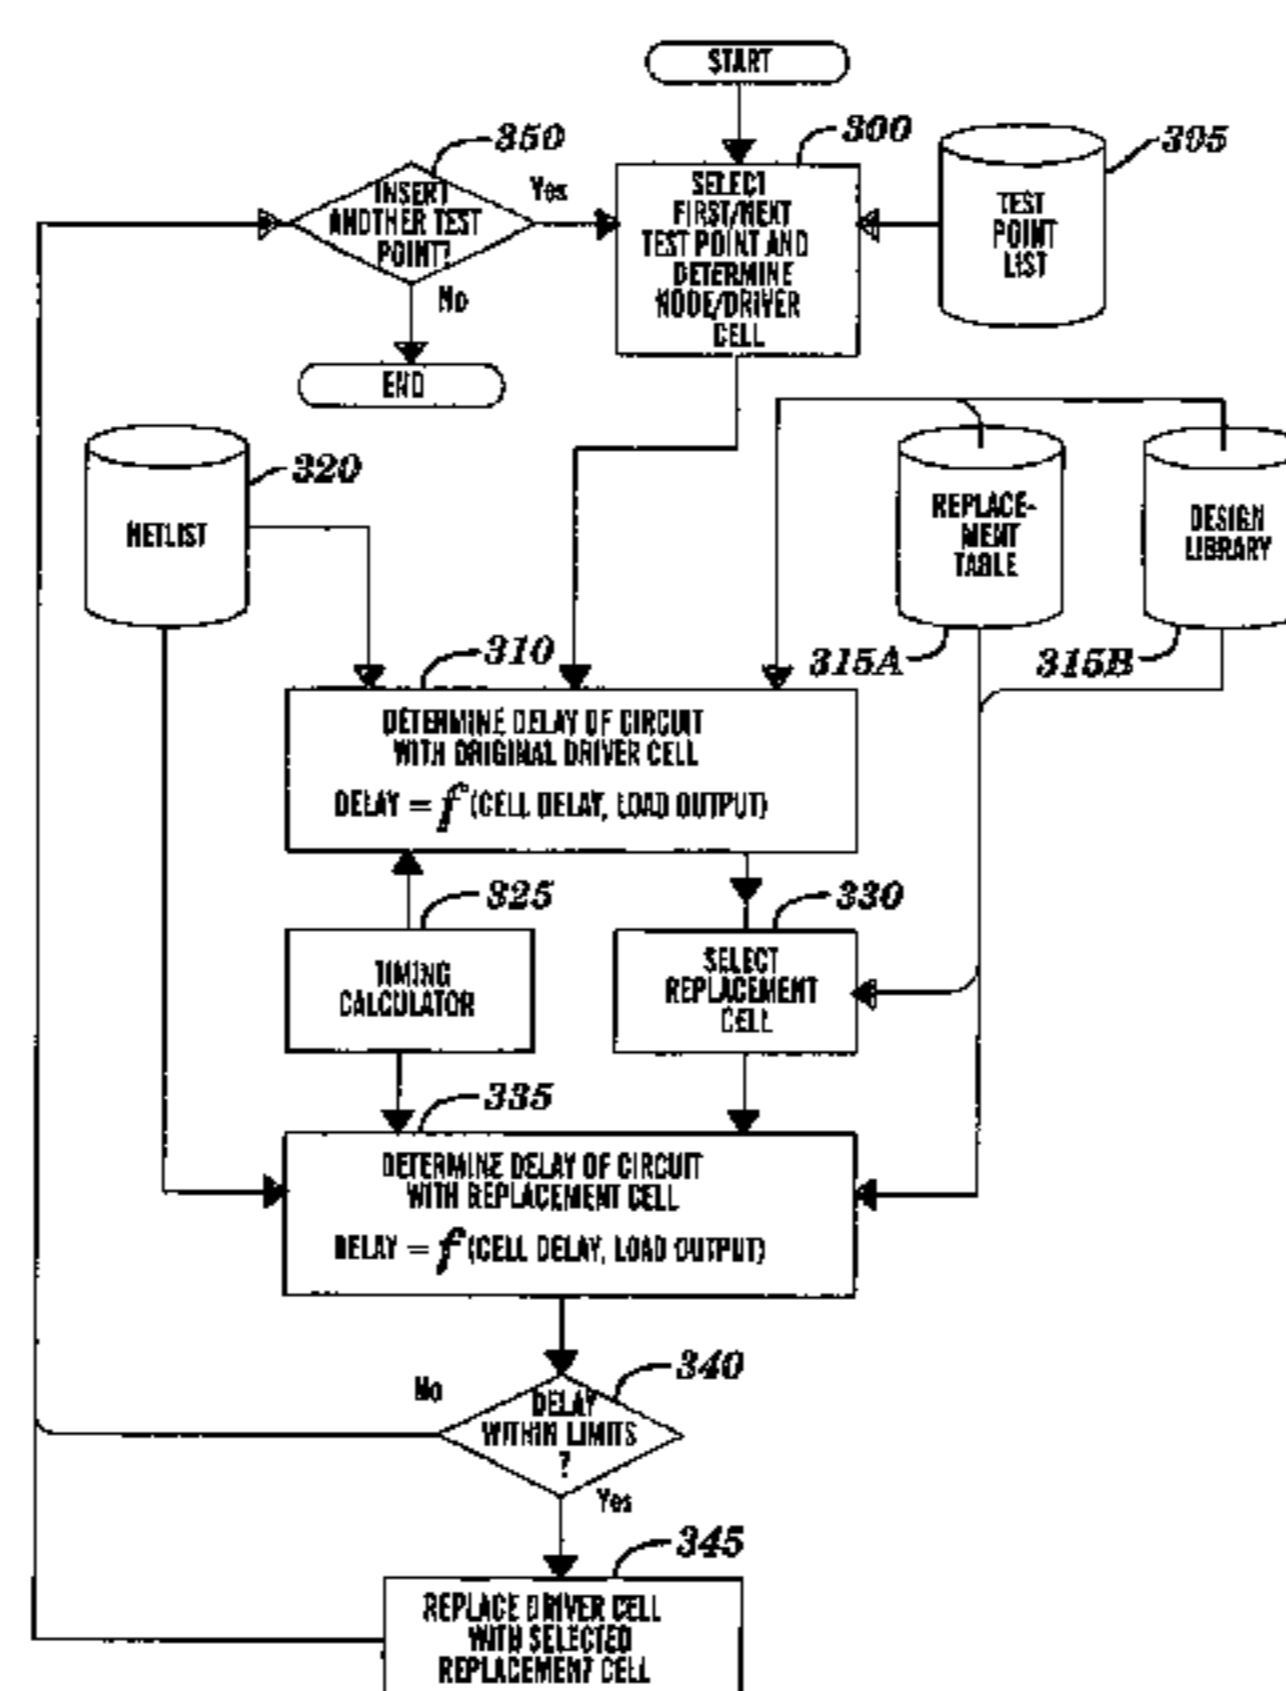 START
350
300
305
INSERT
ANOTHER TEST
POINT?
Yes
No
SELECT
FIRST/NEXT
TEST POINT AND
DETERMINE
NODE/DRIVER
CELL
TEST
POINT
LIST
END
320
NETLIST
REPLACE-
MENT
TABLE
DESIGN
LIBRARY
310
315A
315B
DETERMINE DELAY OF CIRCUIT
WITH ORIGINAL DRIVER CELL
DELAY = f (CELL DELAY, LOAD OUTPUT)
325
330
TIMING
CALCULATOR
SELECT
REPLACEMENT
CELL
335
DETERMINE DELAY OF CIRCUIT
WITH REPLACEMENT CELL
DELAY = f (CELL DELAY, LOAD OUTPUT)
340
No
DELAY
WITHIN LIMITS
?
Yes
345
REPLACE DRIVER CELL
WITH SELECTED
REPLACEMENT CELL